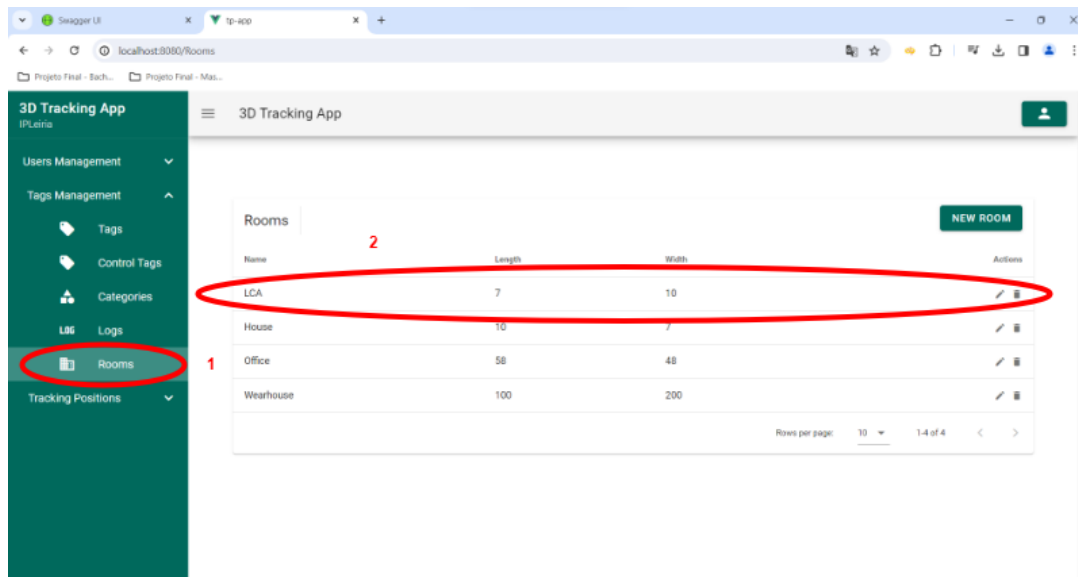 Swagger UI
tp-app
localhost:8080/Rooms
Projeto Final - Bach...
Projeto Final - Mas...
3D Tracking App
IPLeiria
3D Tracking App
Users Management
Tags Management
Tags
Control Tags
Categories
LOG Logs
Rooms
1
Tracking Positions
Rooms
NEW ROOM
2
Name Length Width Actions
LCA 7 10
House 10 7
Office 58 48
Wearhouse 100 200
Rows per page: 10 1-4 of 4